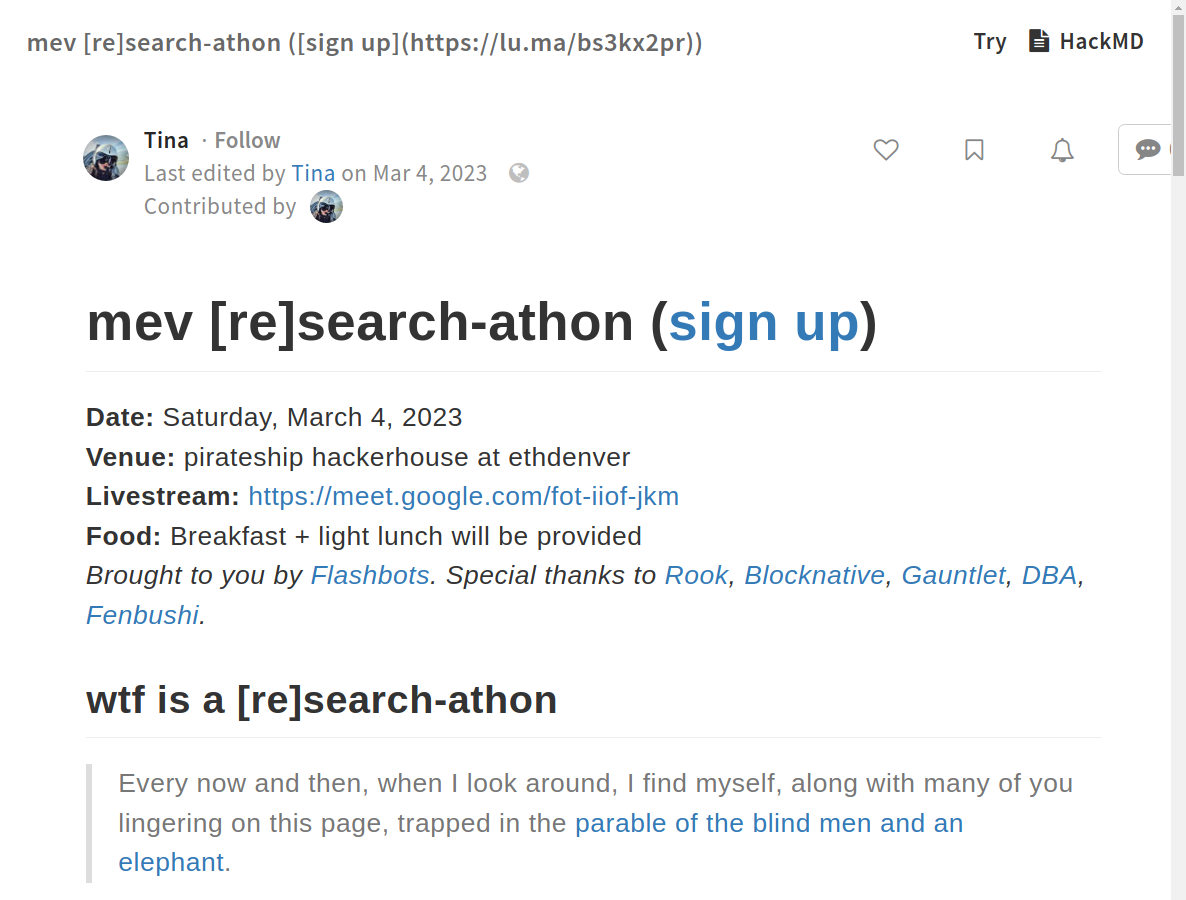 mev [re]search-athon ([sign up](https://lu.ma/bs3kx2pr))
Try HackMD
Tina · Follow
Last edited by Tina on Mar 4, 2023
Contributed by
mev [re]search-athon (sign up)
Date: Saturday, March 4, 2023
Venue: pirateship hackerhouse at ethdenver
Livestream: https://meet.google.com/fot-iiof-jkm
Food: Breakfast + light lunch will be provided
Brought to you by Flashbots. Special thanks to Rook, Blocknative, Gauntlet, DBA,
Fenbushi.
wtf is a [re]search-athon
Every now and then, when I look around, I find myself, along with many of you
lingering on this page, trapped in the parable of the blind men and an
elephant.